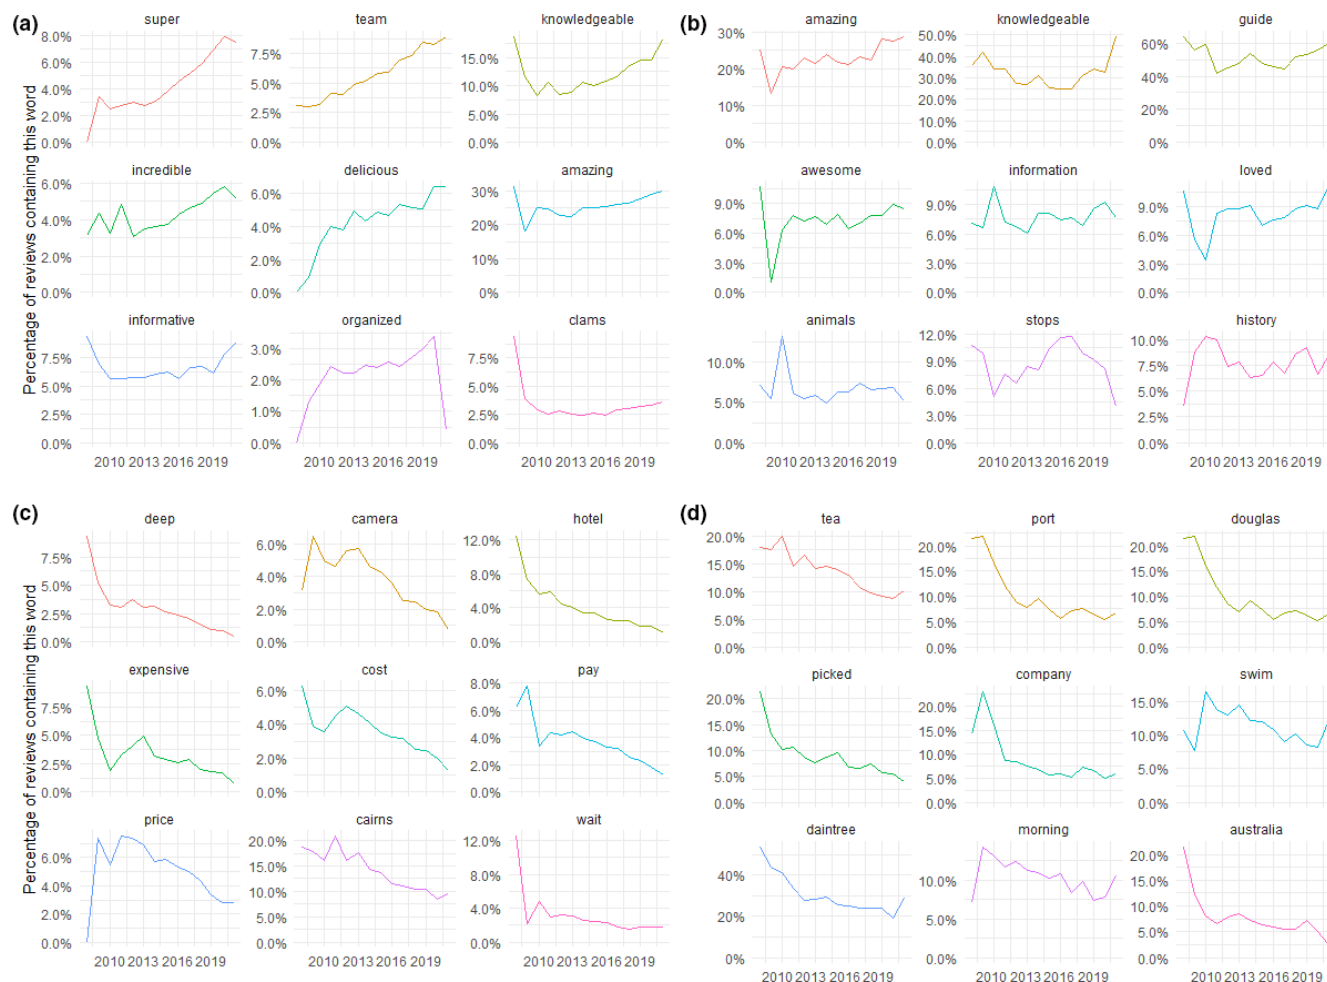 (a)
super
team
knowledgeable
8.0%
6.0%
4.0%
2.0%
0.0%
7.5%
5.0%
2.5%
0.0%
15.0%
10.0%
5.0%
0.0%
incredible
delicious
amazing
6.0%
4.0%
2.0%
0.0%
6.0%
4.0%
2.0%
0.0%
30%
20%
10%
0%
informative
organized
clams
7.5%
5.0%
2.5%
0.0%
3.0%
2.0%
1.0%
0.0%
7.5%
5.0%
2.5%
0.0%
2010 2013 2016 2019
2010 2013 2016 2019
2010 2013 2016 2019
Percentage of reviews containing this word
(b)
amazing
knowledgeable
guide
30%
20%
10%
0%
50.0%
40.0%
30.0%
20.0%
10.0%
0.0%
60%
40%
20%
0%
awesome
information
loved
9.0%
6.0%
3.0%
0.0%
9.0%
6.0%
3.0%
0.0%
9.0%
6.0%
3.0%
0.0%
animals
stops
history
10.0%
5.0%
0.0%
12.0%
9.0%
6.0%
3.0%
0.0%
10.0%
7.5%
5.0%
2.5%
0.0%
2010 2013 2016 2019
2010 2013 2016 2019
2010 2013 2016 2019
(c)
deep
camera
hotel
7.5%
5.0%
2.5%
0.0%
6.0%
4.0%
2.0%
0.0%
12.0%
8.0%
4.0%
0.0%
expensive
cost
pay
7.5%
5.0%
2.5%
0.0%
6.0%
4.0%
2.0%
0.0%
8.0%
6.0%
4.0%
2.0%
0.0%
price
cairns
wait
6.0%
4.0%
2.0%
0.0%
20.0%
15.0%
10.0%
5.0%
0.0%
12.0%
8.0%
4.0%
0.0%
2010 2013 2016 2019
2010 2013 2016 2019
2010 2013 2016 2019
Percentage of reviews containing this word
(d)
tea
port
douglas
20.0%
15.0%
10.0%
5.0%
0.0%
20.0%
15.0%
10.0%
5.0%
0.0%
20.0%
15.0%
10.0%
5.0%
0.0%
picked
company
swim
20.0%
15.0%
10.0%
5.0%
0.0%
20.0%
15.0%
10.0%
5.0%
0.0%
15.0%
10.0%
5.0%
0.0%
daintree
morning
australia
40%
20%
0%
10.0%
5.0%
0.0%
20.0%
15.0%
10.0%
5.0%
0.0%
2010 2013 2016 2019
2010 2013 2016 2019
2010 2013 2016 2019